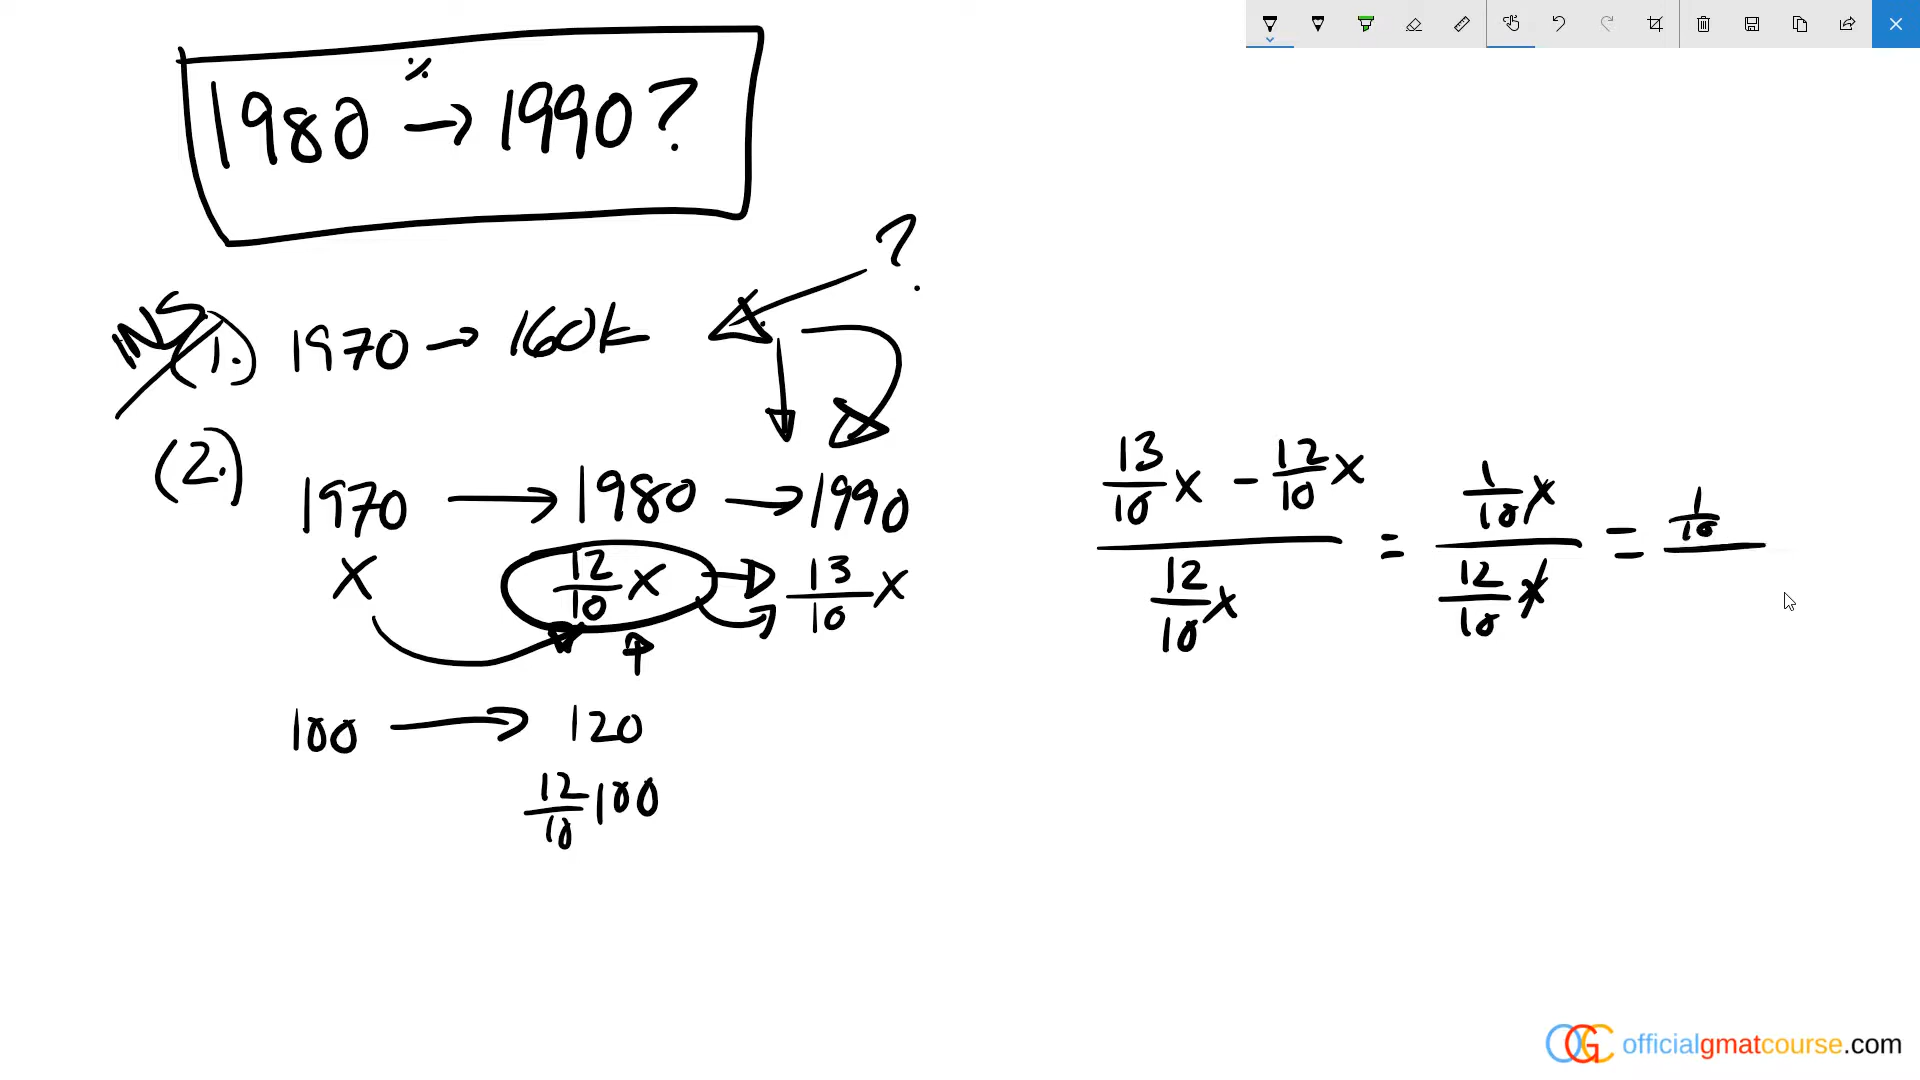 %
1980 → 1990?
?
INS (1.) 1970 → 160k
(2.)
1970 → 1980 → 1990
x 12/10 x 13/10 x
100 → 120
12/10 100
13/10 x - 12/10 x / 12/10 x = 1/10 x / 12/10 x = 1/10
officialgmatcourse.com